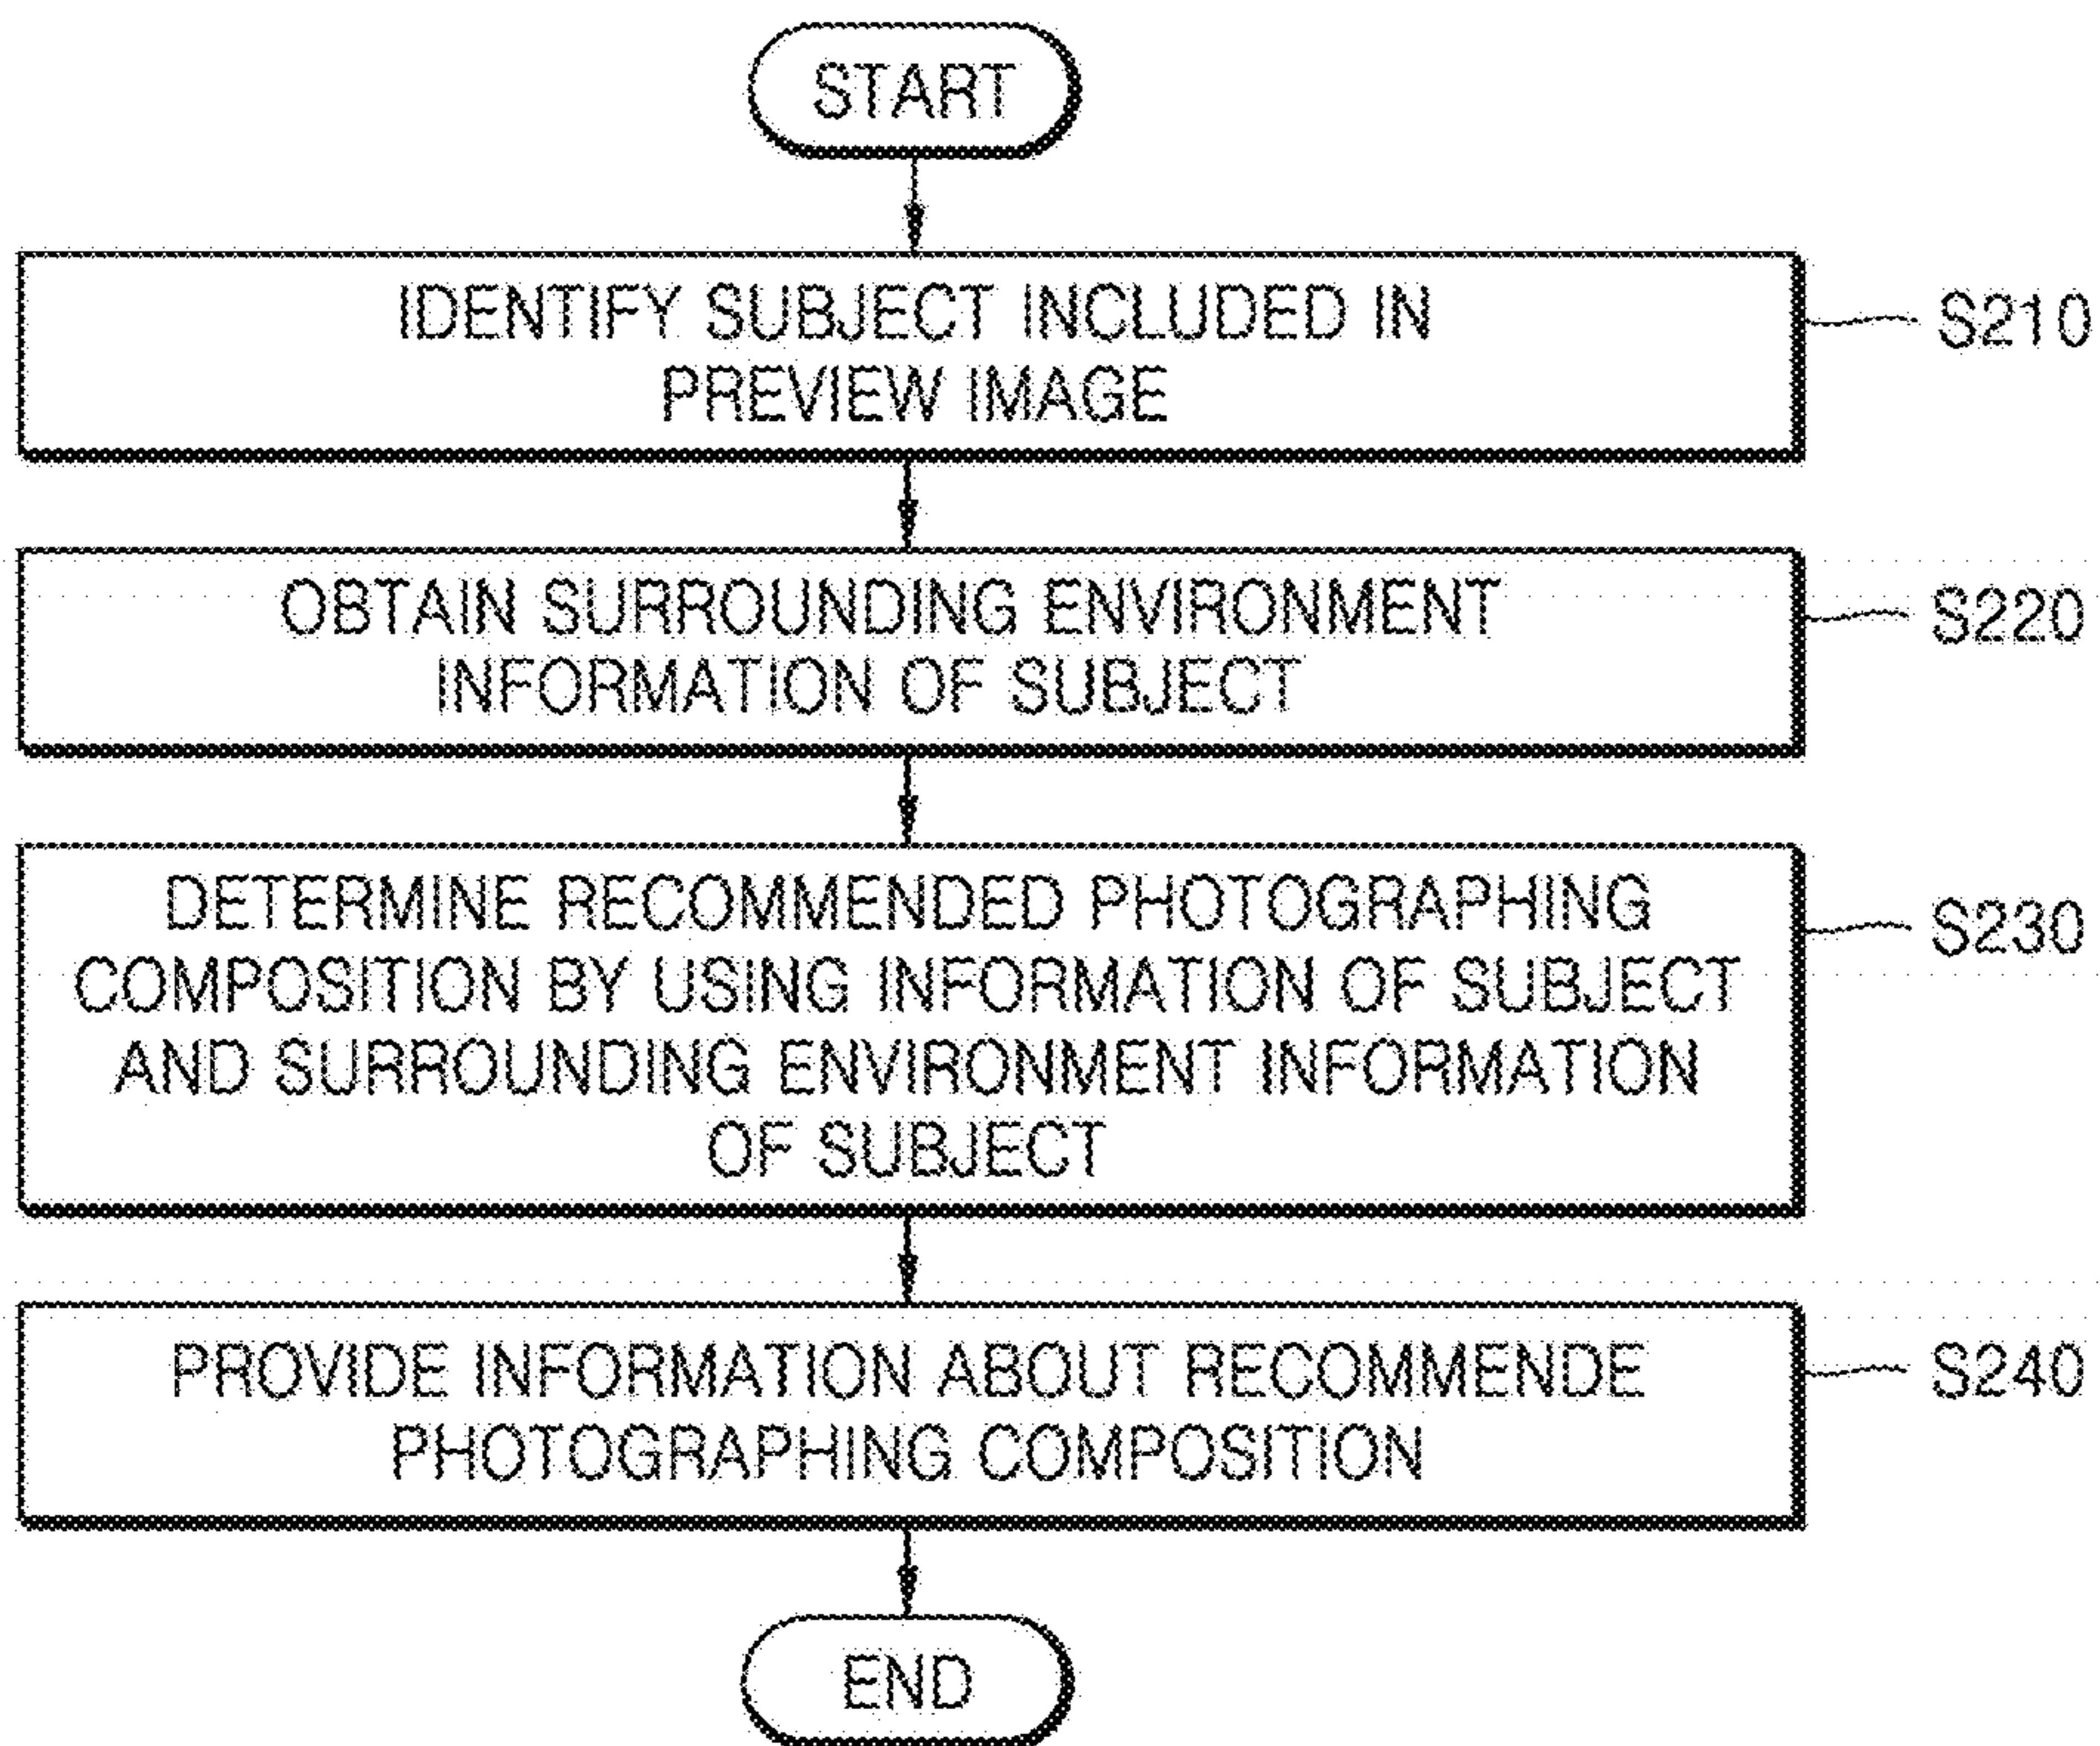 START
IDENTIFY SUBJECT INCLUDED IN
PREVIEW IMAGE
S210
OBTAIN SURROUNDING ENVIRONMENT
INFORMATION OF SUBJECT
S220
DETERMINE RECOMMENDED PHOTOGRAPHING
COMPOSITION BY USING INFORMATION OF SUBJECT
AND SURROUNDING ENVIRONMENT INFORMATION
OF SUBJECT
S230
PROVIDE INFORMATION ABOUT RECOMMENDE
PHOTOGRAPHING COMPOSITION
S240
END